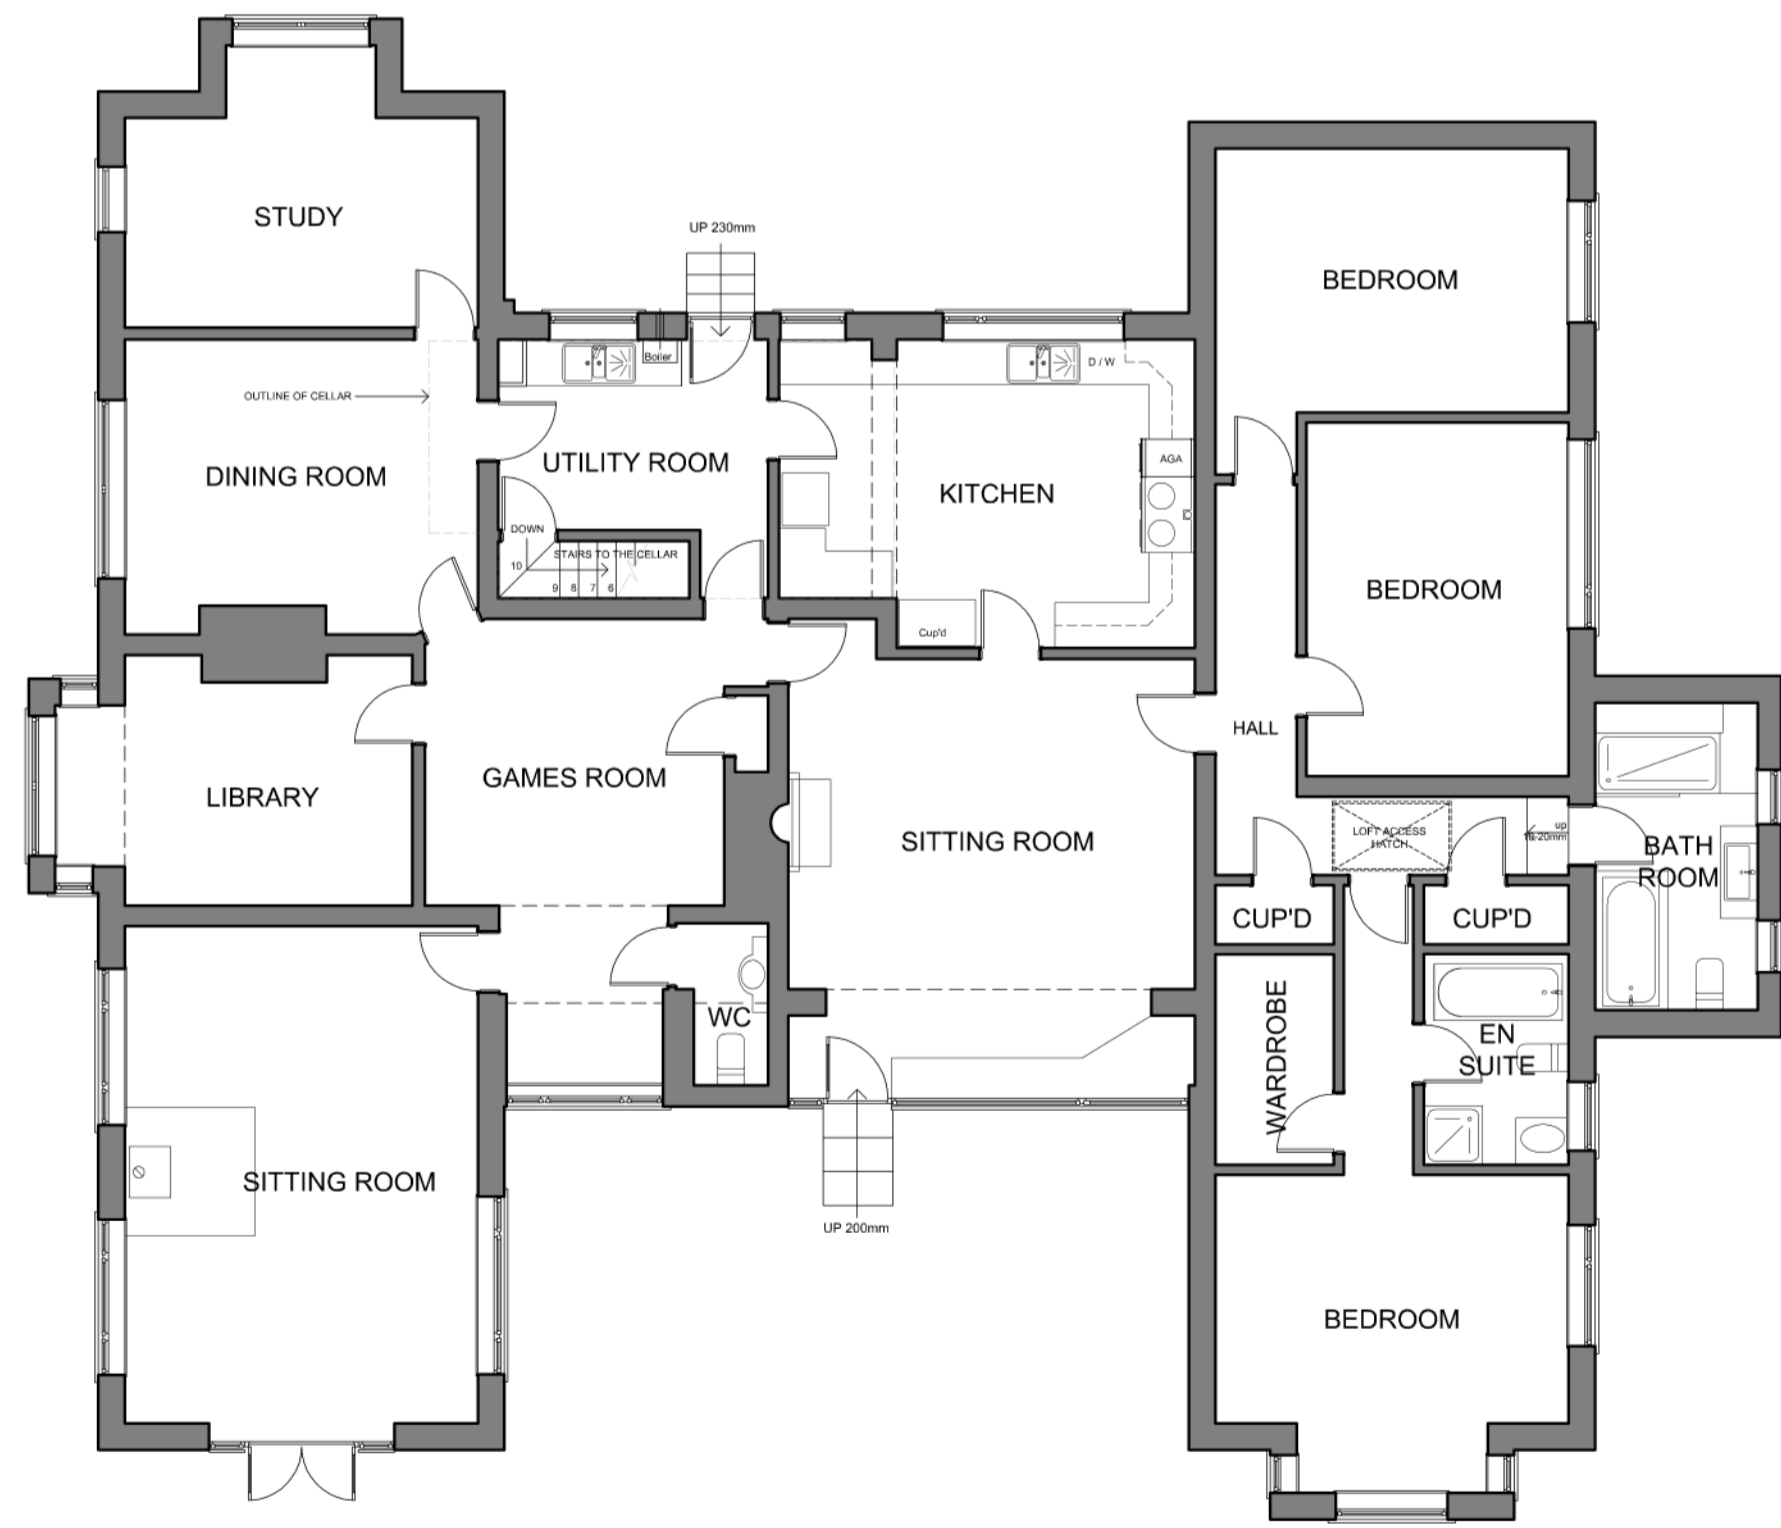 STUDY
UP 230mm
BEDROOM
Boiler
D / W
OUTLINE OF CELLAR
DINING ROOM
UTILITY ROOM
AGA
KITCHEN
DOWN
STAIRS TO THE CELLAR
10
9 8 7 6
BEDROOM
Cup'd
HALL
GAMES ROOM
LIBRARY
SITTING ROOM
LOFT ACCESS
HATCH
up
18-20mm
BATH
ROOM
CUP'D
CUP'D
WC
WARDROBE
EN
SUITE
SITTING ROOM
UP 200mm
BEDROOM